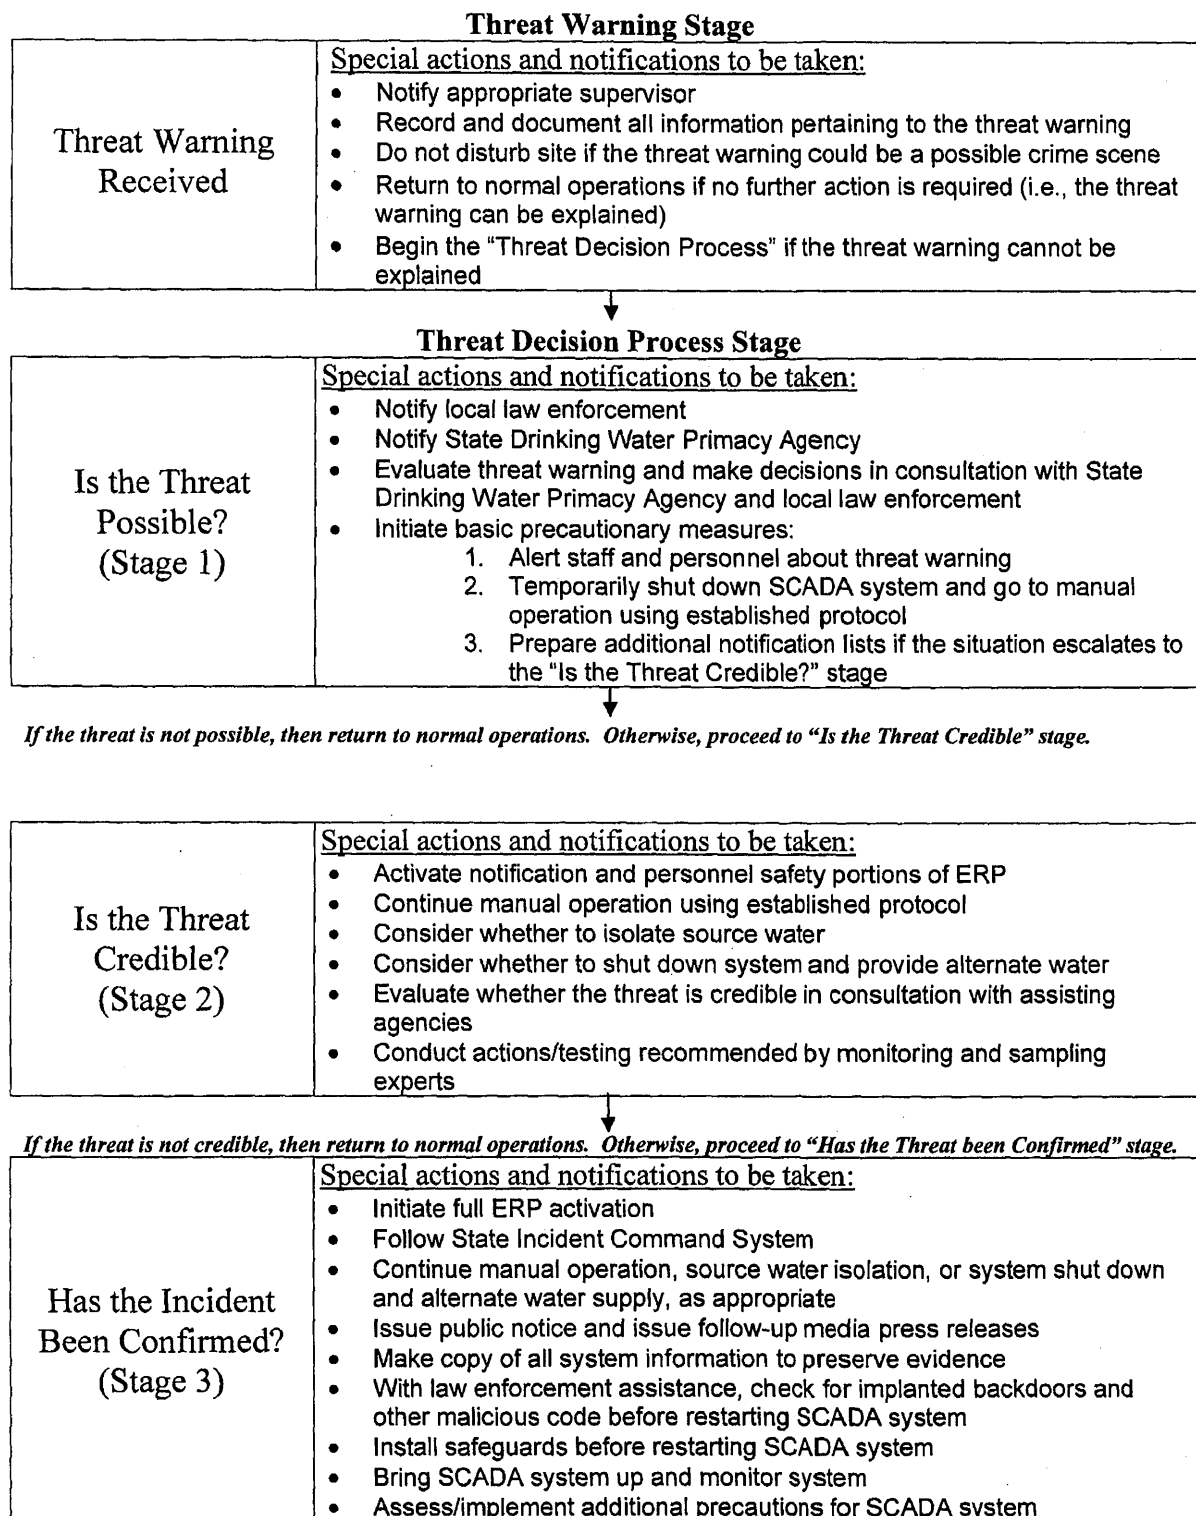 Threat Warning Stage
Threat Warning
Received
Special actions and notifications to be taken:
• Notify appropriate supervisor
• Record and document all information pertaining to the threat warning
• Do not disturb site if the threat warning could be a possible crime scene
• Return to normal operations if no further action is required (i.e., the threat
warning can be explained)
• Begin the “Threat Decision Process” if the threat warning cannot be
explained
Threat Decision Process Stage
Is the Threat
Possible?
(Stage 1)
Special actions and notifications to be taken:
• Notify local law enforcement
• Notify State Drinking Water Primacy Agency
• Evaluate threat warning and make decisions in consultation with State
Drinking Water Primacy Agency and local law enforcement
• Initiate basic precautionary measures:
1. Alert staff and personnel about threat warning
2. Temporarily shut down SCADA system and go to manual
operation using established protocol
3. Prepare additional notification lists if the situation escalates to
the “Is the Threat Credible?” stage
If the threat is not possible, then return to normal operations. Otherwise, proceed to “Is the Threat Credible” stage.
Is the Threat
Credible?
(Stage 2)
Special actions and notifications to be taken:
• Activate notification and personnel safety portions of ERP
• Continue manual operation using established protocol
• Consider whether to isolate source water
• Consider whether to shut down system and provide alternate water
• Evaluate whether the threat is credible in consultation with assisting
agencies
• Conduct actions/testing recommended by monitoring and sampling
experts
If the threat is not credible, then return to normal operations. Otherwise, proceed to “Has the Threat been Confirmed” stage.
Has the Incident
Been Confirmed?
(Stage 3)
Special actions and notifications to be taken:
• Initiate full ERP activation
• Follow State Incident Command System
• Continue manual operation, source water isolation, or system shut down
and alternate water supply, as appropriate
• Issue public notice and issue follow-up media press releases
• Make copy of all system information to preserve evidence
• With law enforcement assistance, check for implanted backdoors and
other malicious code before restarting SCADA system
• Install safeguards before restarting SCADA system
• Bring SCADA system up and monitor system
• Assess/implement additional precautions for SCADA system